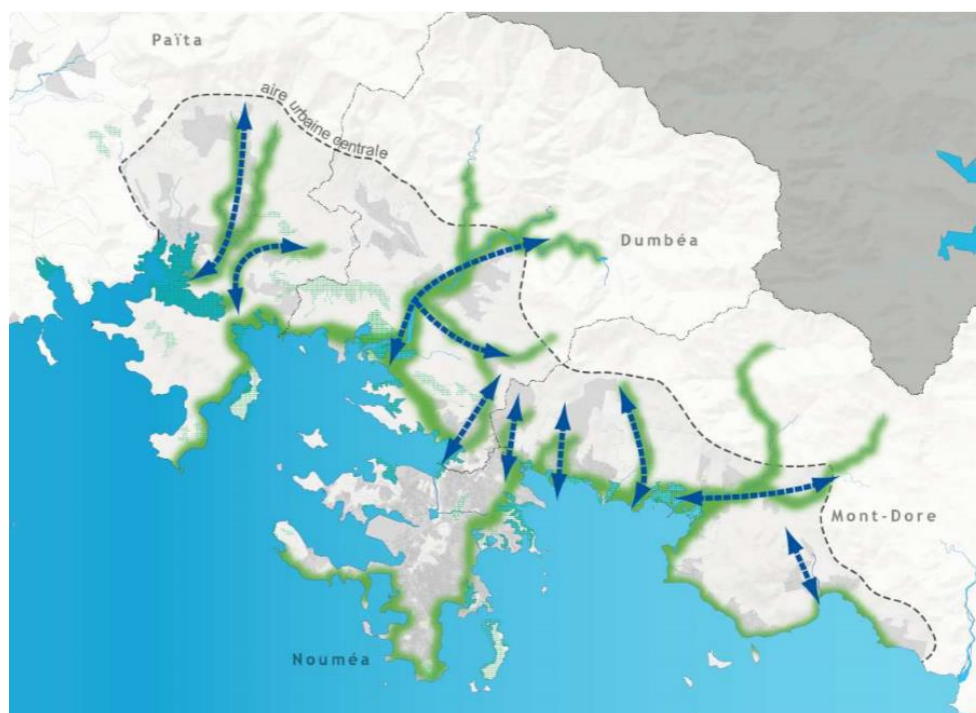 Païta
aire urbaine centrale
Dumbéa
Mont-Dore
Nouméa